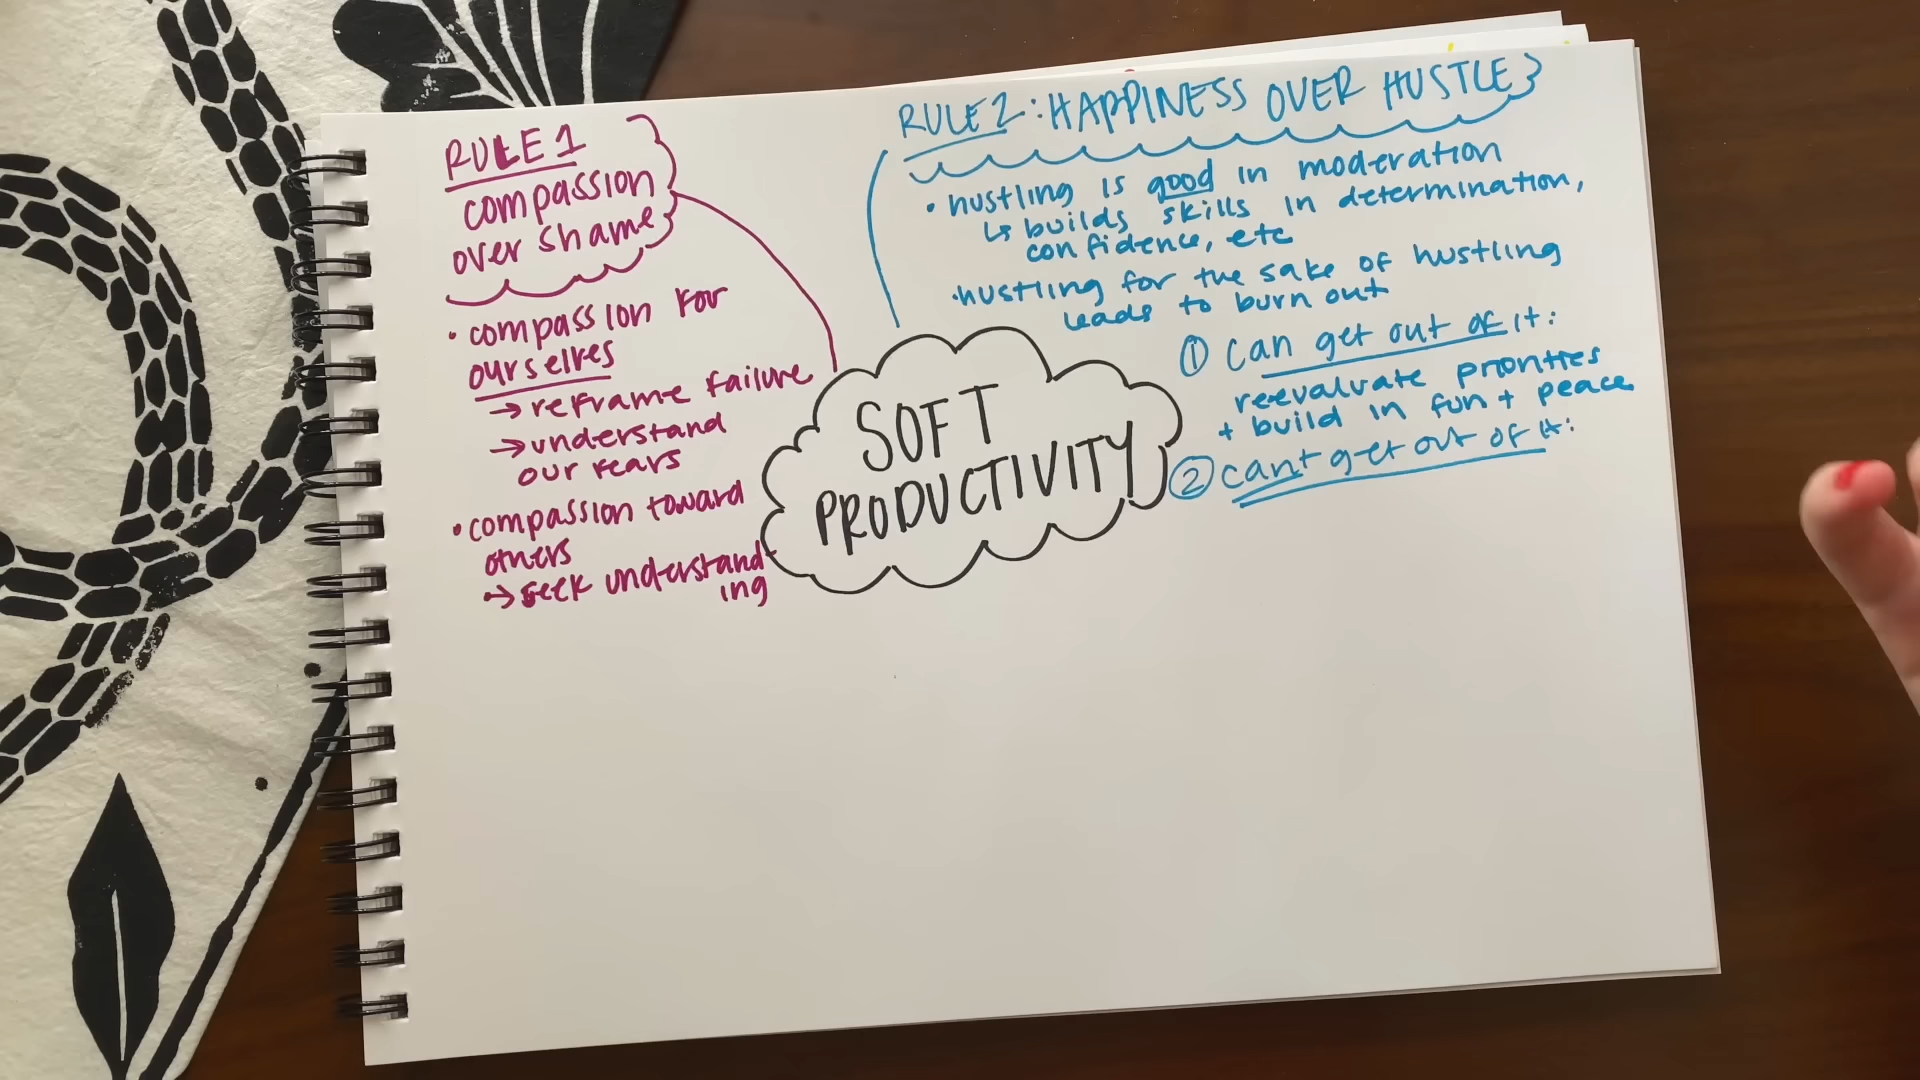 RULE 1
compassion
over shame
• compassion for
ourselves
→ reframe failure
→ understand
our fears
• compassion toward
others
→ seek understand-
ing
SOFT
PRODUCTIVITY
RULE 2: HAPPINESS OVER HUSTLE
• hustling is good in moderation
↳ builds skills in determination,
confidence, etc
• hustling for the sake of hustling
leads to burn out
① can get out of it:
reevaluate priorities
+ build in fun + peace
② cant get out of it: